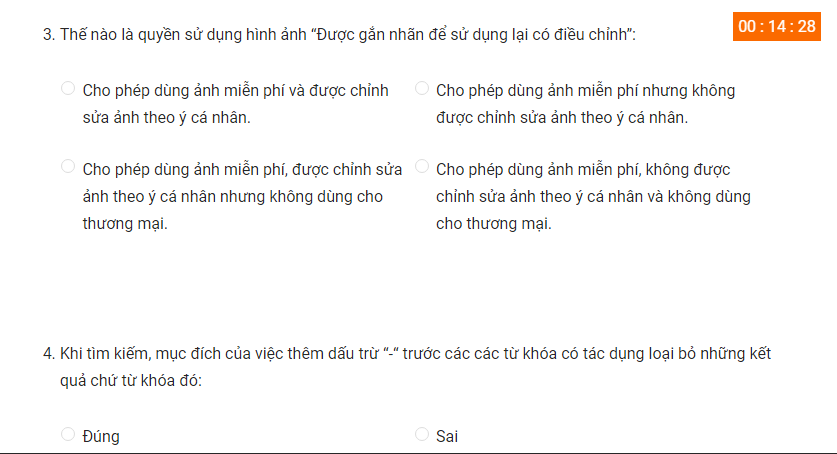 00 : 14 : 28
3. Thế nào là quyền sử dụng hình ảnh “Được gắn nhãn để sử dụng lại có điều chỉnh”:
Cho phép dùng ảnh miễn phí và được chỉnh
sửa ảnh theo ý cá nhân.
Cho phép dùng ảnh miễn phí nhưng không
được chỉnh sửa ảnh theo ý cá nhân.
Cho phép dùng ảnh miễn phí, được chỉnh sửa
ảnh theo ý cá nhân nhưng không dùng cho
thương mại.
Cho phép dùng ảnh miễn phí, không được
chỉnh sửa ảnh theo ý cá nhân và không dùng
cho thương mại.
4. Khi tìm kiếm, mục đích của việc thêm dấu trừ “-“ trước các các từ khóa có tác dụng loại bỏ những kết
quả chứ từ khóa đó:
Đúng
Sai